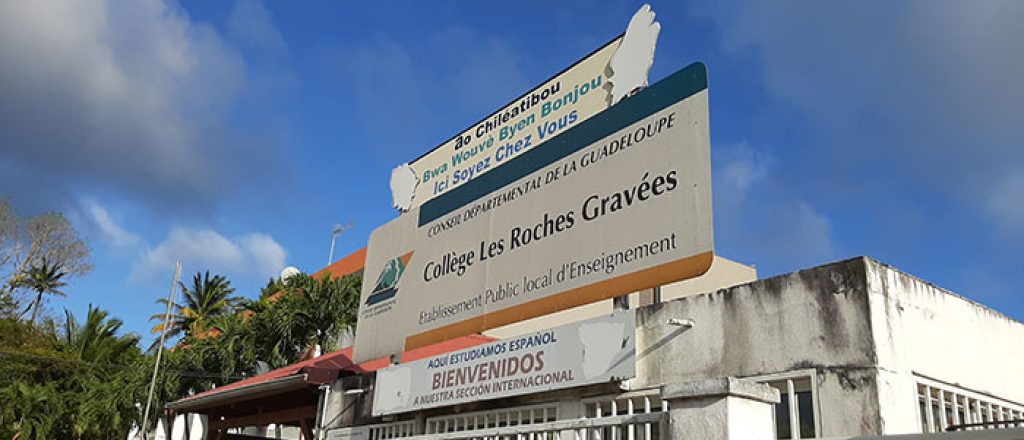 ao Chiléatibou
Bwa Wouvè Byen Bonjou
Ici Soyez Chez Vous
CONSEIL DÉPARTEMENTAL DE LA GUADELOUPE
Collège Les Roches Gravées
Etablissement Public local d'Enseignement
AQUÍ ESTUDIAMOS ESPAÑOL
BIENVENIDOS
A NUESTRA SECCIÓN INTERNACIONAL